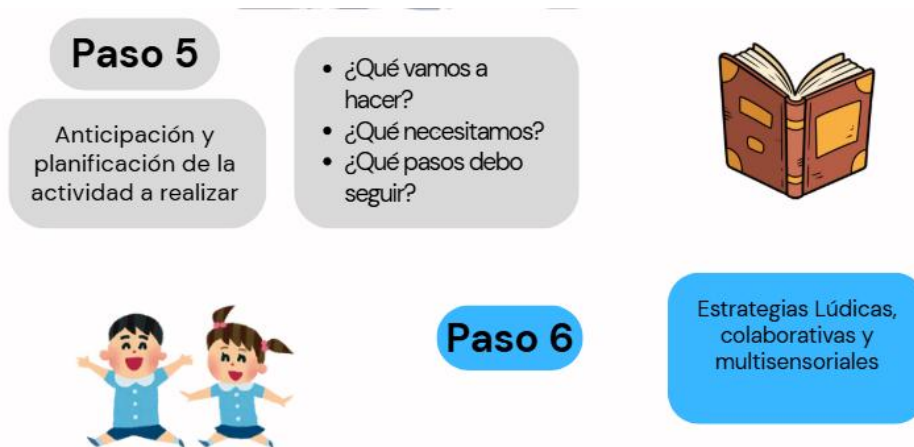 Paso 5
Anticipación y
planificación de la
actividad a realizar
• ¿Qué vamos a
hacer?
• ¿Qué necesitamos?
• ¿Qué pasos debo
seguir?
Paso 6
Estrategias Lúdicas,
colaborativas y
multisensoriales